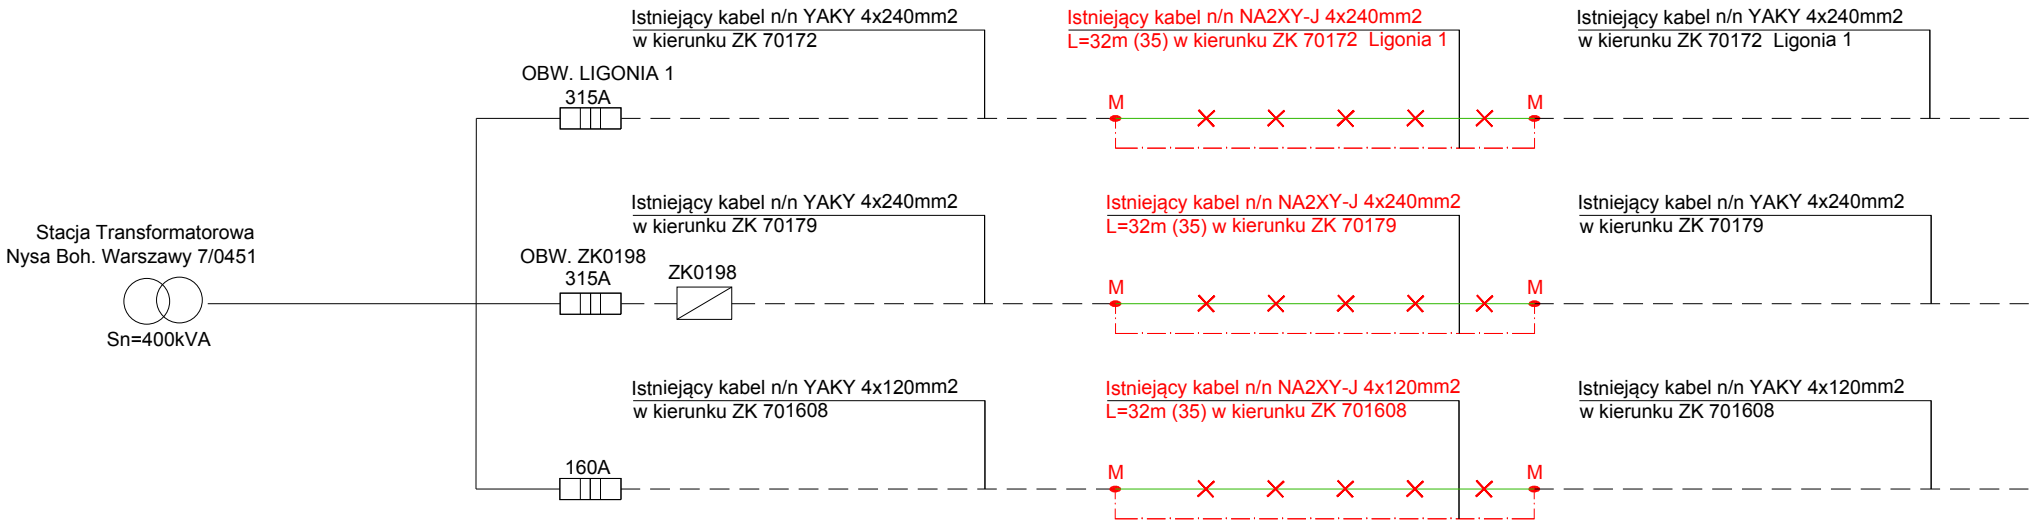 Istniejący kabel n/n YAKY 4x240mm2
w kierunku ZK 70172
Istniejący kabel n/n NA2XY-J 4x240mm2
L=32m (35) w kierunku ZK 70172 Ligonia 1
Istniejący kabel n/n YAKY 4x240mm2
w kierunku ZK 70172 Ligonia 1
OBW. LIGONIA 1
315A
M
M
Istniejący kabel n/n YAKY 4x240mm2
w kierunku ZK 70179
Istniejący kabel n/n NA2XY-J 4x240mm2
L=32m (35) w kierunku ZK 70179
Istniejący kabel n/n YAKY 4x240mm2
w kierunku ZK 70179
Stacja Transformatorowa
Nysa Boh. Warszawy 7/0451
Sn=400kVA
OBW. ZK0198
315A
ZK0198
M
M
Istniejący kabel n/n YAKY 4x120mm2
w kierunku ZK 701608
Istniejący kabel n/n NA2XY-J 4x120mm2
L=32m (35) w kierunku ZK 701608
Istniejący kabel n/n YAKY 4x120mm2
w kierunku ZK 701608
160A
M
M